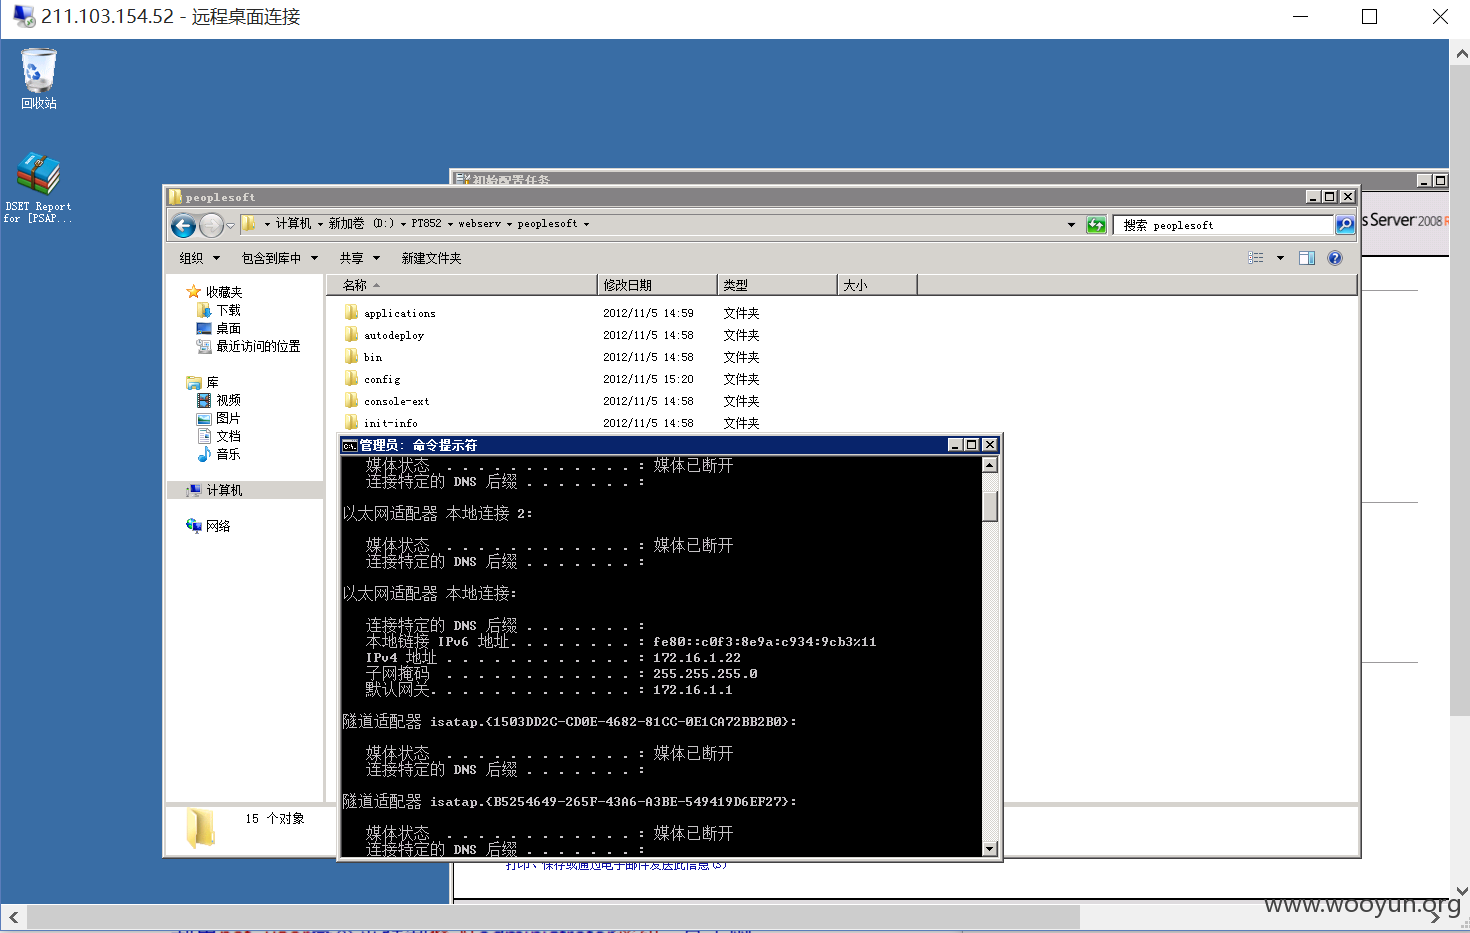 211.103.154.52 - 远程桌面连接
回收站
DSET Report
for [PSAP...
初始配置任务
s Server 2008 R
peoplesoft
计算机 新加卷 (D:) PT852 webserv peoplesoft
搜索 peoplesoft
组织 包含到库中 共享 新建文件夹
名称 修改日期 类型 大小
收藏夹
下载
桌面
最近访问的位置
库
视频
图片
文档
音乐
计算机
网络
applications 2012/11/5 14:59 文件夹
autodeploy 2012/11/5 14:58 文件夹
bin 2012/11/5 14:58 文件夹
config 2012/11/5 15:20 文件夹
console-ext 2012/11/5 14:58 文件夹
init-info 2012/11/5 14:58 文件夹
管理员: 命令提示符
媒体状态 . . . . . . . . . . . . : 媒体已断开
连接特定的 DNS 后缀 . . . . . . . :
以太网适配器 本地连接 2:
媒体状态 . . . . . . . . . . . . : 媒体已断开
连接特定的 DNS 后缀 . . . . . . . :
以太网适配器 本地连接:
连接特定的 DNS 后缀 . . . . . . . :
本地链接 IPv6 地址. . . . . . . . : fe80::c0f3:8e9a:c934:9cb3%11
IPv4 地址 . . . . . . . . . . . . : 172.16.1.22
子网掩码 . . . . . . . . . . . . : 255.255.255.0
默认网关. . . . . . . . . . . . . : 172.16.1.1
隧道适配器 isatap.{1503DD2C-CD0E-4682-81CC-0E1CA72BB2B0}:
媒体状态 . . . . . . . . . . . . : 媒体已断开
连接特定的 DNS 后缀 . . . . . . . :
隧道适配器 isatap.{B5254649-265F-43A6-A3BE-549419D6EF27}:
媒体状态 . . . . . . . . . . . . : 媒体已断开
连接特定的 DNS 后缀 . . . . . . . :
15 个对象
打印、保存或通过电子邮件发送此信息(S)
www.wooyun.org